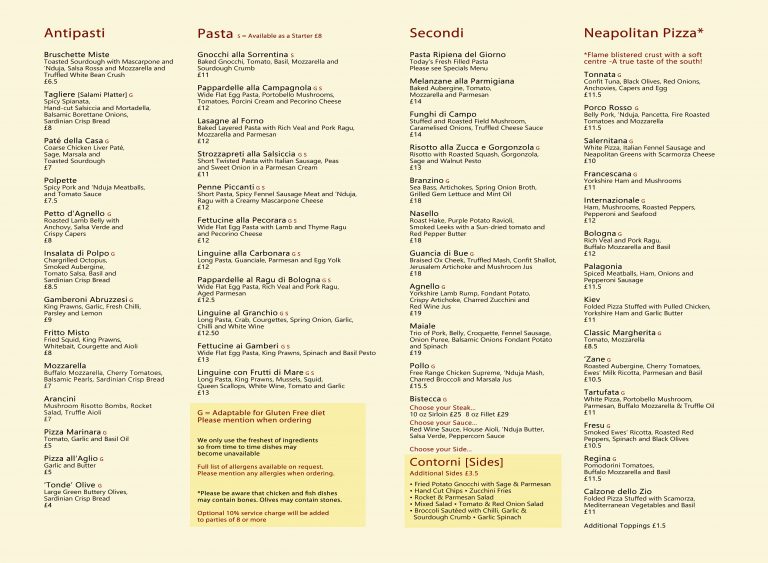 Antipasti
Bruschette Miste
Toasted Sourdough with Mascarpone and
'Nduja, Salsa Rossa and Mozzarella and
Truffled White Bean Crush
£6.5
Tagliere [Salami Platter] G
Spicy Spianata,
Hand-cut Salsiccia and Mortadella,
Balsamic Borettane Onions,
Sardinian Crisp Bread
£8
Paté della Casa G
Coarse Chicken Liver Paté,
Sage, Marsala and
Toasted Sourdough
£7
Polpette
Spicy Pork and 'Nduja Meatballs,
and Tomato Sauce
£7.5
Petto d'Agnello G
Roasted Lamb Belly with
Anchovy, Salsa Verde and
Crispy Capers
£8
Insalata di Polpo G
Chargrilled Octopus,
Smoked Aubergine,
Tomato Salsa, Basil and
Sardinian Crisp Bread
£8.5
Gamberoni Abruzzesi G
King Prawns, Garlic, Fresh Chilli,
Parsley and Lemon
£9
Fritto Misto
Fried Squid, King Prawns,
Whitebait, Courgette and Aioli
£8
Mozzarella
Buffalo Mozzarella, Cherry Tomatoes,
Balsamic Pearls, Sardinian Crisp Bread
£7
Arancini
Mushroom Risotto Bombs, Rocket
Salad, Truffle Aioli
£7
Pizza Marinara G
Tomato, Garlic and Basil Oil
£5
Pizza all'Aglio G
Garlic and Butter
£5
'Tonde' Olive G
Large Green Buttery Olives,
Sardinian Crisp Bread
£4
Pasta S = Available as a Starter £8
Gnocchi alla Sorrentina S
Baked Gnocchi, Tomato, Basil, Mozzarella and
Sourdough Crumb
£11
Pappardelle alla Campagnola G S
Wide Flat Egg Pasta, Portobello Mushrooms,
Tomatoes, Porcini Cream and Pecorino Cheese
£12
Lasagne al Forno
Baked Layered Pasta with Rich Veal and Pork Ragu,
Mozzarella and Parmesan
£12
Strozzapreti alla Salsiccia G S
Short Twisted Pasta with Italian Sausage, Peas
and Sweet Onion in a Parmesan Cream
£11
Penne Piccanti G S
Short Pasta, Spicy Fennel Sausage Meat and 'Nduja,
Ragu with a Creamy Mascarpone Cheese
£12
Fettucine alla Pecorara G S
Wide Flat Egg Pasta with Lamb and Thyme Ragu
and Pecorino Cheese
£12
Linguine alla Carbonara G S
Long Pasta, Guanciale, Parmesan and Egg Yolk
£12
Pappardelle al Ragu di Bologna G S
Wide Flat Egg Pasta, Rich Veal and Pork Ragu,
Aged Parmesan
£12.5
Linguine al Granchio G S
Long Pasta, Crab, Courgettes, Spring Onion, Garlic,
Chilli and White Wine
£12.50
Fettucine ai Gamberi G S
Wide Flat Egg Pasta, King Prawns, Spinach and Basil Pesto
£13
Linguine con Frutti di Mare G S
Long Pasta, King Prawns, Mussels, Squid,
Queen Scallops, White Wine, Tomato and Garlic
£13
G = Adaptable for Gluten Free diet
Please mention when ordering
We only use the freshest of ingredients
so from time to time dishes may
become unavailable
Full list of allergens available on request.
Please mention any allergies when ordering.
*Please be aware that chicken and fish dishes
may contain bones. Olives may contain stones.
Optional 10% service charge will be added
to parties of 8 or more
Secondi
Pasta Ripiena del Giorno
Today's Fresh Filled Pasta
Please see Specials Menu
Melanzane alla Parmigiana
Baked Aubergine, Tomato,
Mozzarella and Parmesan
£14
Funghi di Campo
Stuffed and Roasted Field Mushroom,
Caramelised Onions, Truffled Cheese Sauce
£14
Risotto alla Zucca e Gorgonzola G
Risotto with Roasted Squash, Gorgonzola,
Sage and Walnut Pesto
£13
Branzino G
Sea Bass, Artichokes, Spring Onion Broth,
Grilled Gem Lettuce and Mint Oil
£18
Nasello
Roast Hake, Purple Potato Ravioli,
Smoked Leeks with a Sun-dried tomato and
Red Pepper Butter
£18
Guancia di Bue G
Braised Ox Cheek, Truffled Mash, Confit Shallot,
Jerusalem Artichoke and Mushroom Jus
£18
Agnello G
Yorkshire Lamb Rump, Fondant Potato,
Crispy Artichoke, Charred Zucchini and
Red Wine Jus
£19
Maiale
Trio of Pork, Belly, Croquette, Fennel Sausage,
Onion Puree, Balsamic Onions Fondant Potato
and Spinach
£19
Pollo G
Free Range Chicken Supreme, 'Nduja Mash,
Charred Broccoli and Marsala Jus
£15.5
Bistecca G
Choose your Steak...
10 oz Sirloin £25 8 oz Fillet £29
Choose your Sauce...
Red Wine Sauce, House Aioli, 'Nduja Butter,
Salsa Verde, Peppercorn Sauce
Choose your Side...
Contorni [Sides]
Additional Sides £3.5
• Fried Potato Gnocchi with Sage & Parmesan
• Hand Cut Chips • Zucchini Fries
• Rocket & Parmesan Salad
• Mixed Salad • Tomato & Red Onion Salad
• Broccoli Sautéed with Chilli, Garlic &
Sourdough Crumb • Garlic Spinach
Neapolitan Pizza*
*Flame blistered crust with a soft
centre -A true taste of the south!
Tonnata G
Confit Tuna, Black Olives, Red Onions,
Anchovies, Capers and Egg
£11.5
Porco Rosso G
Belly Pork, 'Nduja, Pancetta, Fire Roasted
Tomatoes and Mozzarella
£11.5
Salernitana G
White Pizza, Italian Fennel Sausage and
Neapolitan Greens with Scarmorza Cheese
£10
Francescana G
Yorkshire Ham and Mushrooms
£11
Internazionale G
Ham, Mushrooms, Roasted Peppers,
Pepperoni and Seafood
£12
Bologna G
Rich Veal and Pork Ragu,
Buffalo Mozzarella and Basil
£12
Palagonia
Spiced Meatballs, Ham, Onions and
Pepperoni Sausage
£11.5
Kiev
Folded Pizza Stuffed with Pulled Chicken,
Yorkshire Ham and Garlic Butter
£11
Classic Margherita G
Tomato, Mozzarella
£8.5
'Zane G
Roasted Aubergine, Cherry Tomatoes,
Ewes' Milk Ricotta, Parmesan and Basil
£10.5
Tartufata G
White Pizza, Portobello Mushroom,
Parmesan, Buffalo Mozzarella & Truffle Oil
£11
Fresu G
Smoked Ewes' Ricotta, Roasted Red
Peppers, Spinach and Black Olives
£10.5
Regina G
Pomodorini Tomatoes,
Buffalo Mozzarella and Basil
£11.5
Calzone dello Zio
Folded Pizza Stuffed with Scamorza,
Mediterranean Vegetables and Basil
£11
Additional Toppings £1.5